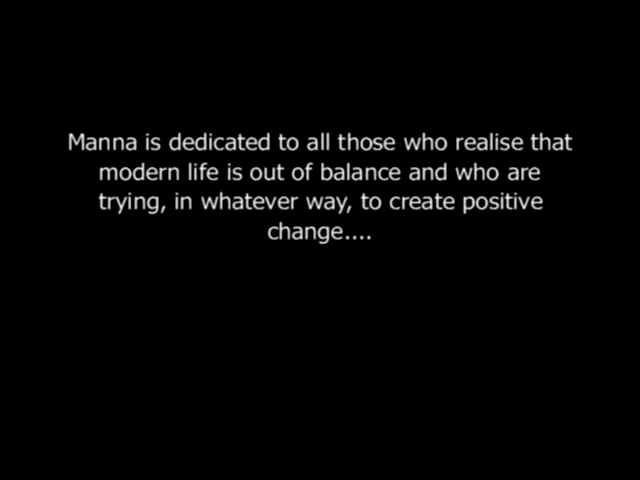 Manna is dedicated to all those who realise that
modern life is out of balance and who are
trying, in whatever way, to create positive
change....